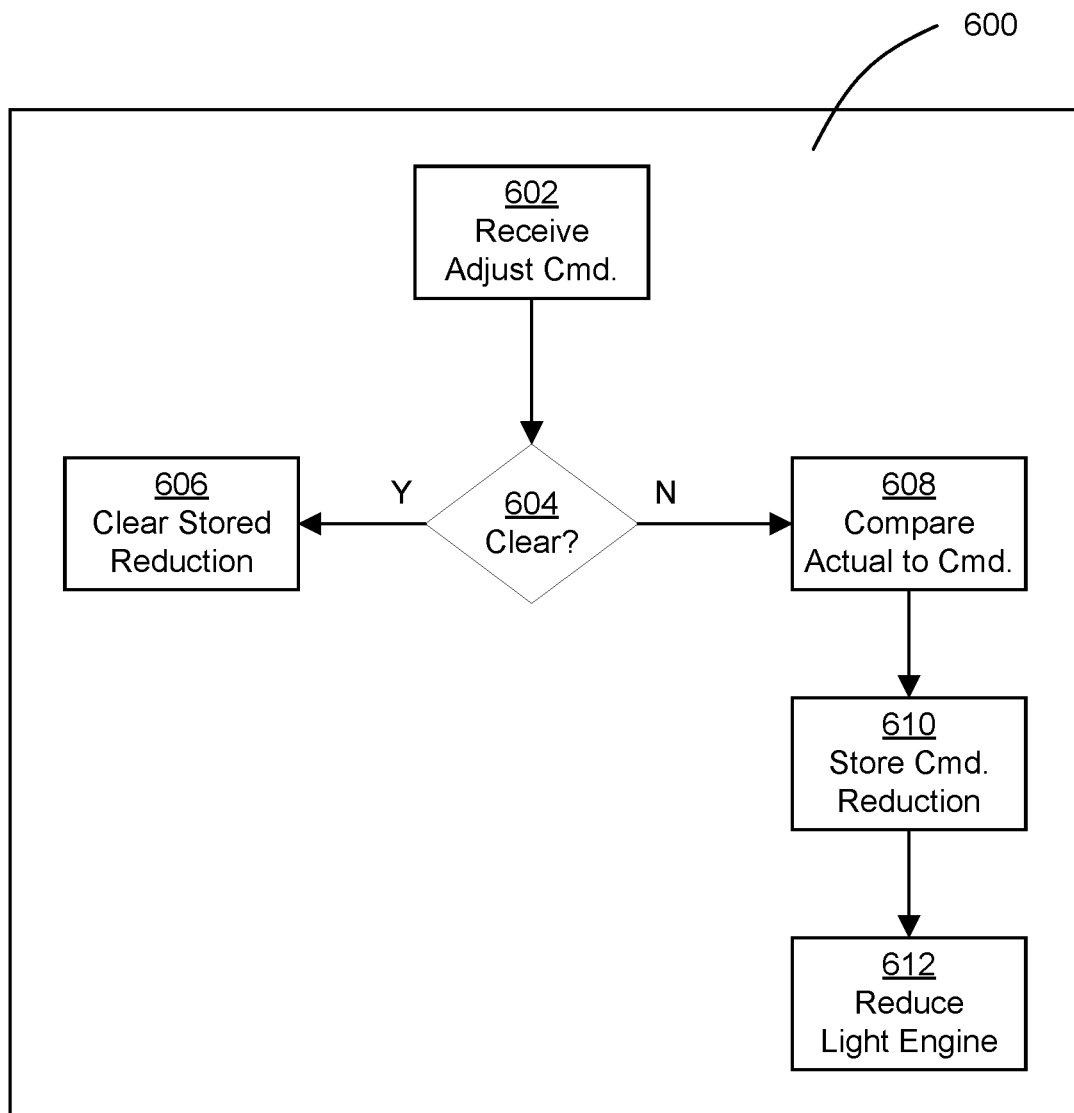 600
602
Receive
Adjust Cmd.
Y
604
Clear?
N
606
Clear Stored
Reduction
608
Compare
Actual to Cmd.
610
Store Cmd.
Reduction
612
Reduce
Light Engine